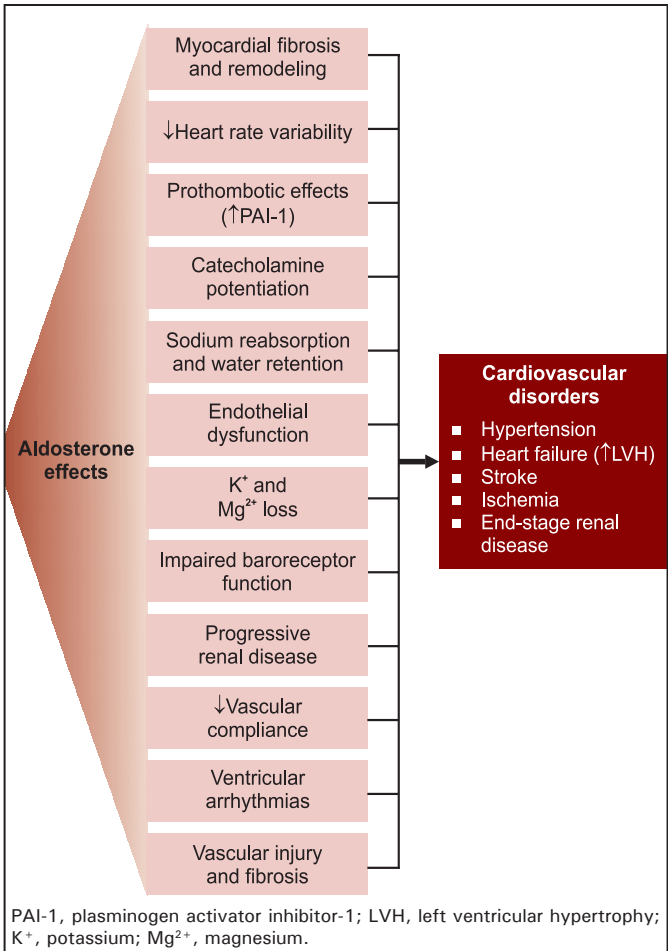 Myocardial fibrosis
and remodeling
↓Heart rate variability
Prothombotic effects
(↑PAI-1)
Catecholamine
potentiation
Sodium reabsorption
and water retention
Endothelial
dysfunction
Aldosterone
effects
K⁺ and
Mg²⁺ loss
Impaired baroreceptor
function
Progressive
renal disease
↓Vascular
compliance
Ventricular
arrhythmias
Vascular injury
and fibrosis
Cardiovascular
disorders
■ Hypertension
■ Heart failure (↑LVH)
■ Stroke
■ Ischemia
■ End-stage renal
disease
PAI-1, plasminogen activator inhibitor-1; LVH, left ventricular hypertrophy;
K⁺, potassium; Mg²⁺, magnesium.